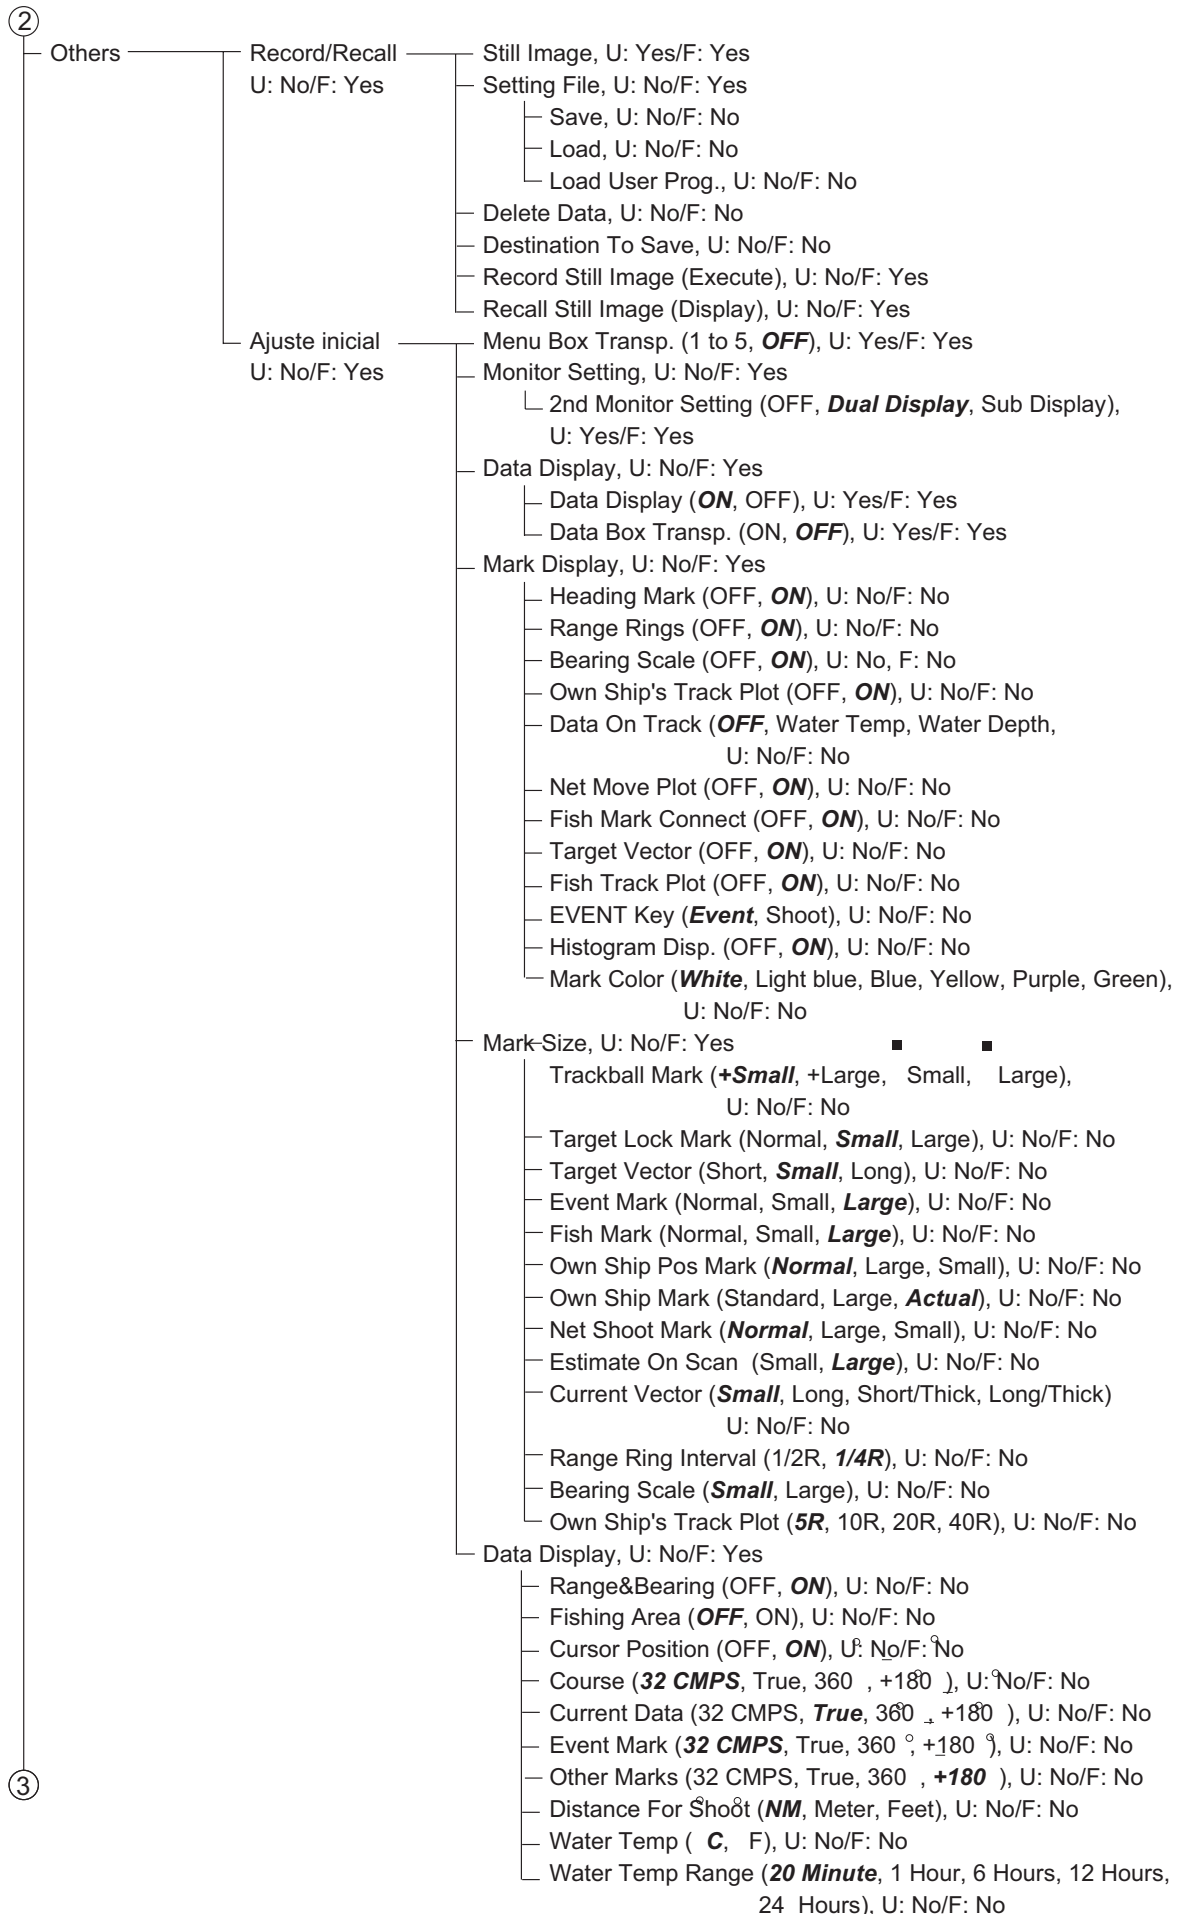 2
Others
Record/Recall
U: No/F: Yes
Still Image, U: Yes/F: Yes
Setting File, U: No/F: Yes
Save, U: No/F: No
Load, U: No/F: No
Load User Prog., U: No/F: No
Delete Data, U: No/F: No
Destination To Save, U: No/F: No
Record Still Image (Execute), U: No/F: Yes
Recall Still Image (Display), U: No/F: Yes
Ajuste inicial
U: No/F: Yes
Menu Box Transp. (1 to 5, OFF), U: Yes/F: Yes
Monitor Setting, U: No/F: Yes
2nd Monitor Setting (OFF, Dual Display, Sub Display),
U: Yes/F: Yes
Data Display, U: No/F: Yes
Data Display (ON, OFF), U: Yes/F: Yes
Data Box Transp. (ON, OFF), U: Yes/F: Yes
Mark Display, U: No/F: Yes
Heading Mark (OFF, ON), U: No/F: No
Range Rings (OFF, ON), U: No/F: No
Bearing Scale (OFF, ON), U: No, F: No
Own Ship's Track Plot (OFF, ON), U: No/F: No
Data On Track (OFF, Water Temp, Water Depth,
U: No/F: No
Net Move Plot (OFF, ON), U: No/F: No
Fish Mark Connect (OFF, ON), U: No/F: No
Target Vector (OFF, ON), U: No/F: No
Fish Track Plot (OFF, ON), U: No/F: No
EVENT Key (Event, Shoot), U: No/F: No
Histogram Disp. (OFF, ON), U: No/F: No
Mark Color (White, Light blue, Blue, Yellow, Purple, Green),
U: No/F: No
Mark Size, U: No/F: Yes
Trackball Mark (+Small, +Large, ■ Small, ■ Large),
U: No/F: No
Target Lock Mark (Normal, Small, Large), U: No/F: No
Target Vector (Short, Small, Long), U: No/F: No
Event Mark (Normal, Small, Large), U: No/F: No
Fish Mark (Normal, Small, Large), U: No/F: No
Own Ship Pos Mark (Normal, Large, Small), U: No/F: No
Own Ship Mark (Standard, Large, Actual), U: No/F: No
Net Shoot Mark (Normal, Large, Small), U: No/F: No
Estimate On Scan (Small, Large), U: No/F: No
Current Vector (Small, Long, Short/Thick, Long/Thick)
U: No/F: No
Range Ring Interval (1/2R, 1/4R), U: No/F: No
Bearing Scale (Small, Large), U: No/F: No
Own Ship's Track Plot (5R, 10R, 20R, 40R), U: No/F: No
Data Display, U: No/F: Yes
Range&Bearing (OFF, ON), U: No/F: No
Fishing Area (OFF, ON), U: No/F: No
Cursor Position (OFF, ON), U: No/F: No
Course (32 CMPS, True, 360°, +180°), U: No/F: No
Current Data (32 CMPS, True, 360°, +180°), U: No/F: No
Event Mark (32 CMPS, True, 360°, +180°), U: No/F: No
Other Marks (32 CMPS, True, 360 , +180 ), U: No/F: No
Distance For Shoot (NM, Meter, Feet), U: No/F: No
Water Temp ( C, F), U: No/F: No
Water Temp Range (20 Minute, 1 Hour, 6 Hours, 12 Hours,
24 Hours), U: No/F: No
3